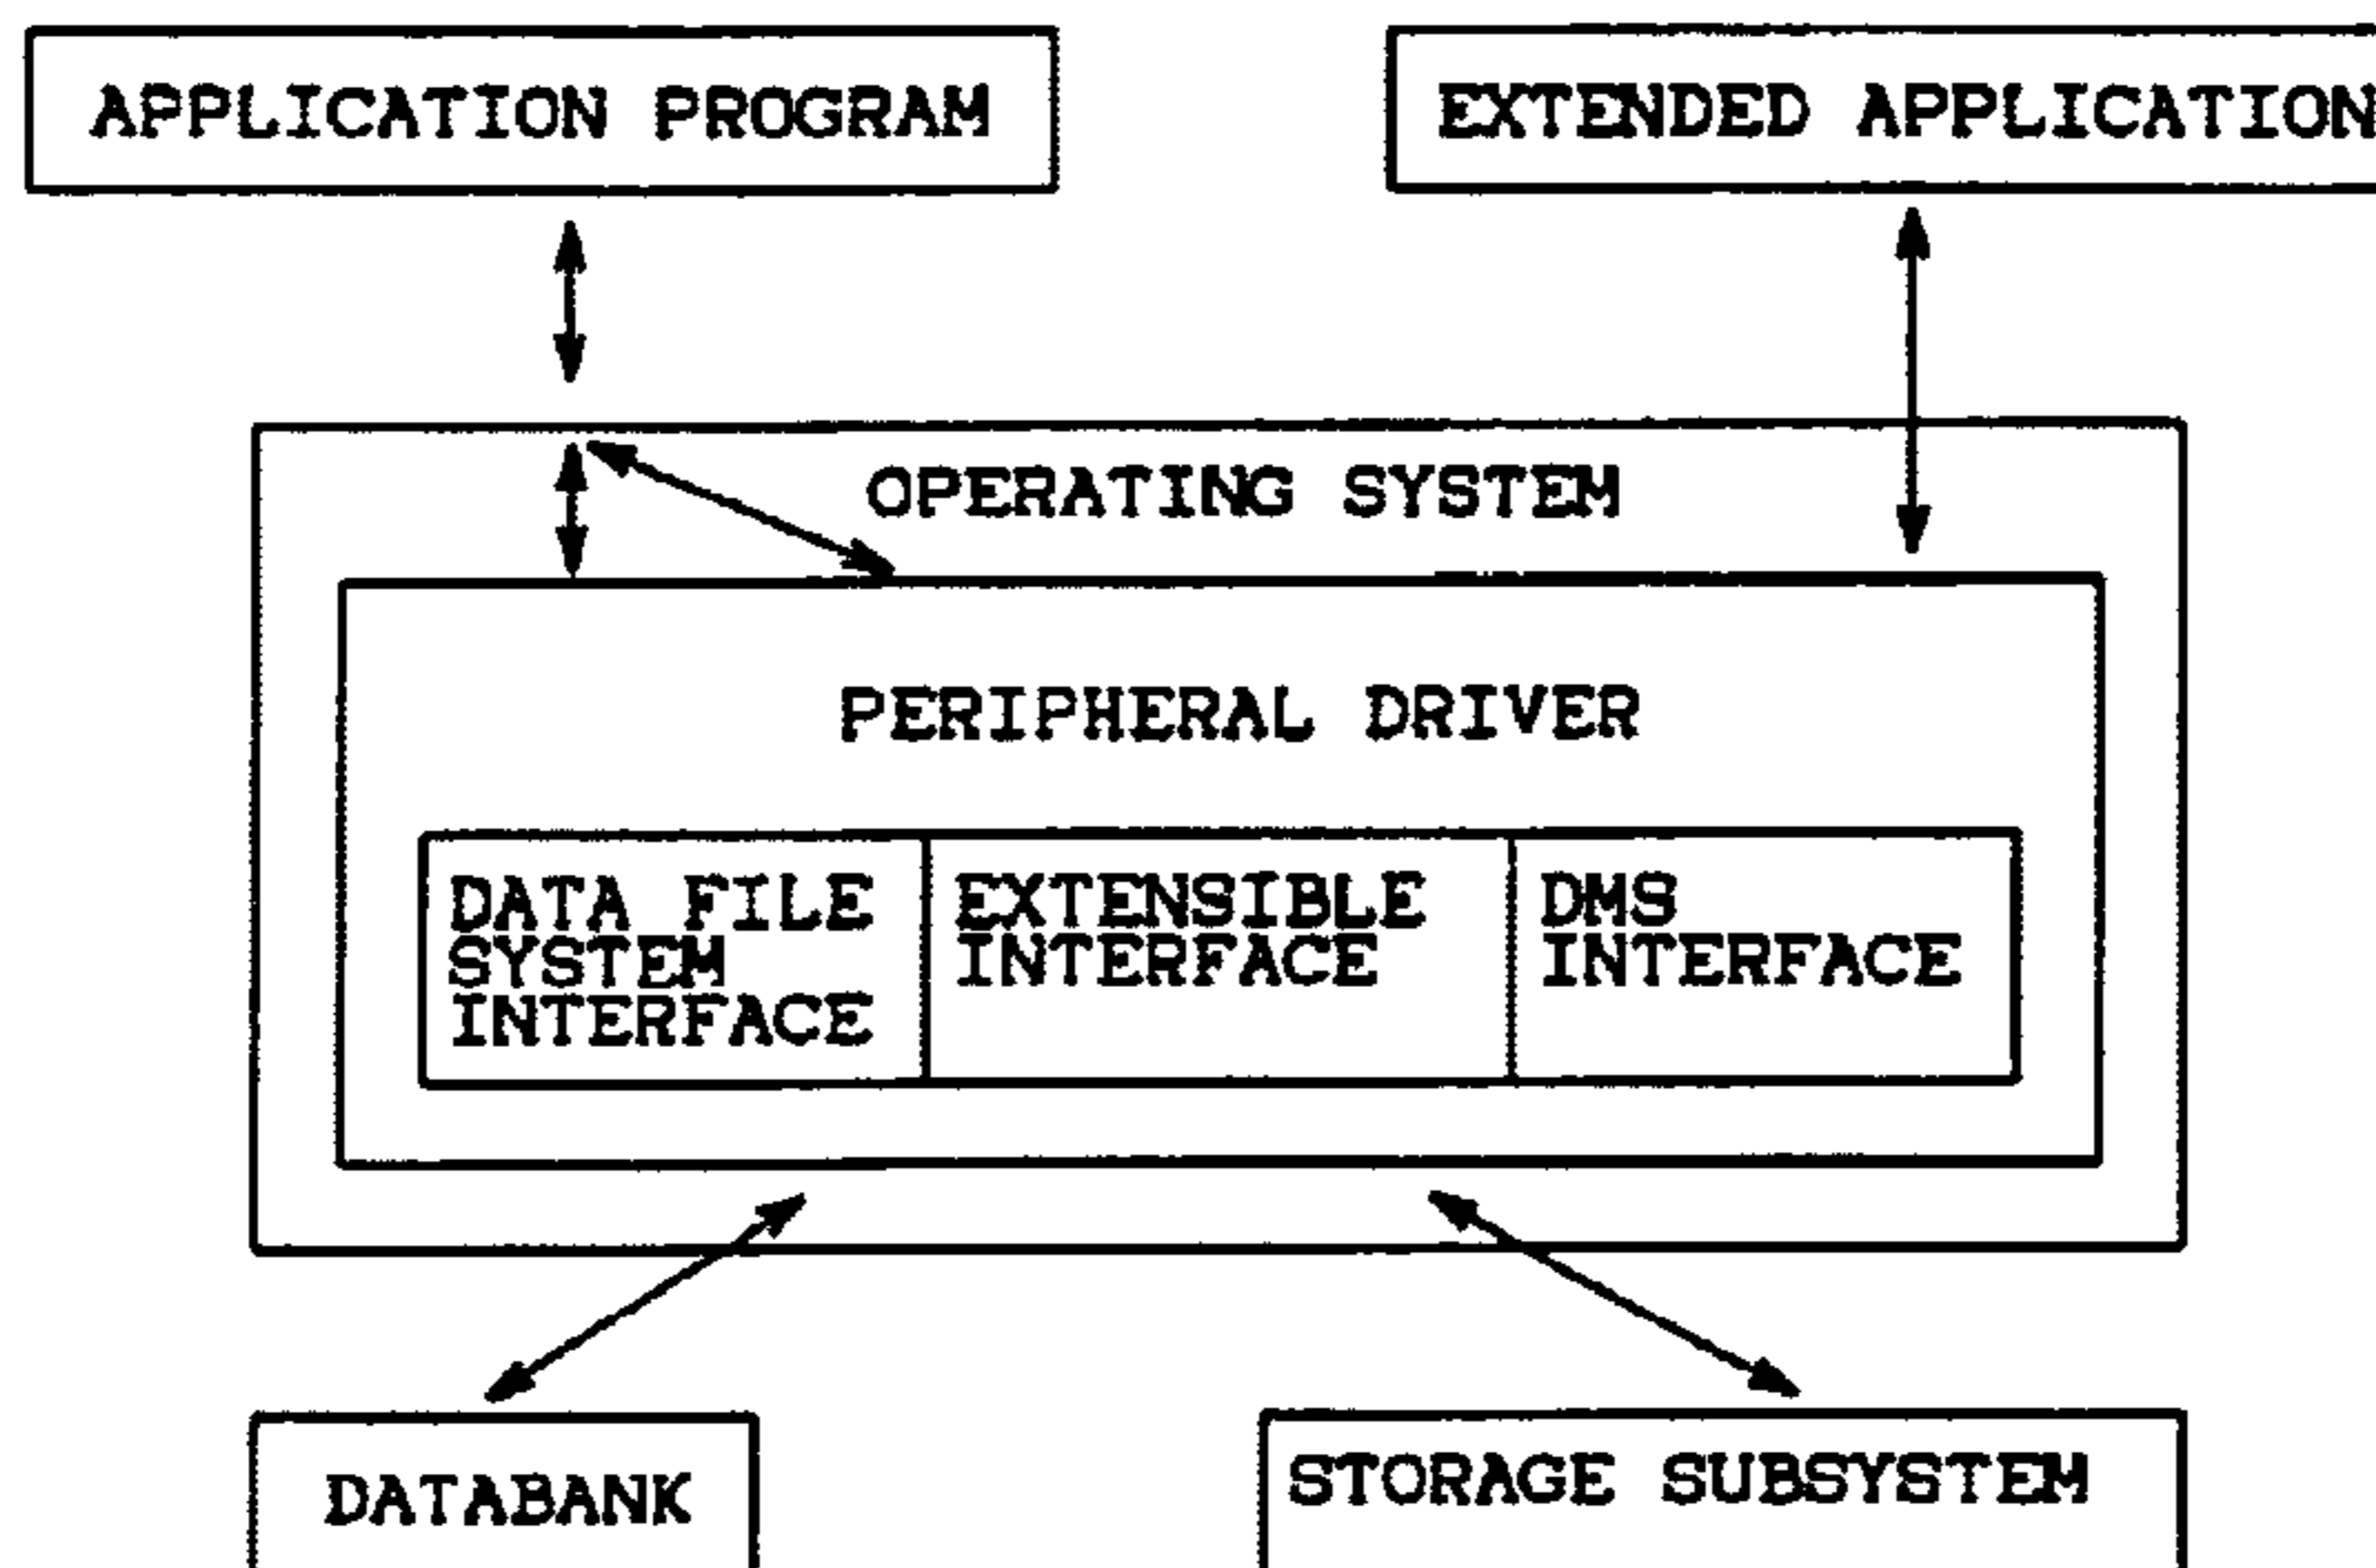 APPLICATION PROGRAM
EXTENDED APPLICATION
OPERATING SYSTEM
PERIPHERAL DRIVER
DATA FILE
SYSTEM
INTERFACE
EXTENSIBLE
INTERFACE
DMS
INTERFACE
DATABANK
STORAGE SUBSYSTEM